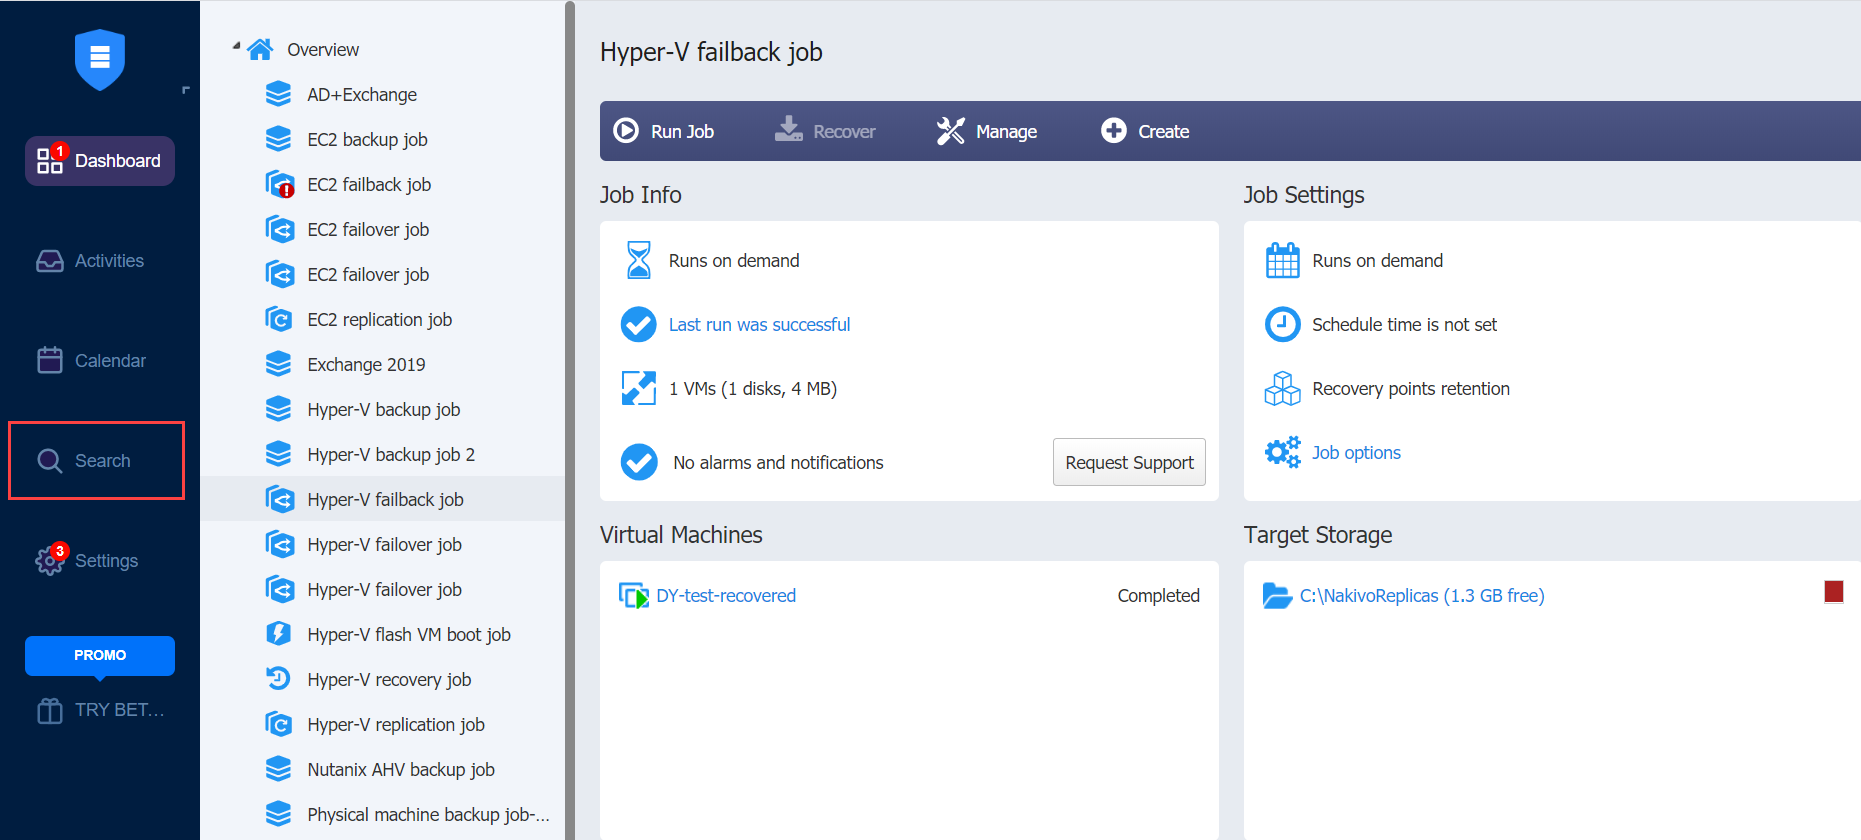 1
Dashboard
Activities
Calendar
Search
3
Settings
PROMO
TRY BET...
Overview
AD+Exchange
EC2 backup job
EC2 failback job
EC2 failover job
EC2 failover job
EC2 replication job
Exchange 2019
Hyper-V backup job
Hyper-V backup job 2
Hyper-V failback job
Hyper-V failover job
Hyper-V failover job
Hyper-V flash VM boot job
Hyper-V recovery job
Hyper-V replication job
Nutanix AHV backup job
Physical machine backup job-...
Hyper-V failback job
Run Job Recover Manage Create
Job Info
Runs on demand
Last run was successful
1 VMs (1 disks, 4 MB)
No alarms and notifications Request Support
Job Settings
Runs on demand
Schedule time is not set
Recovery points retention
Job options
Virtual Machines
DY-test-recovered Completed
Target Storage
C:\NakivoReplicas (1.3 GB free)